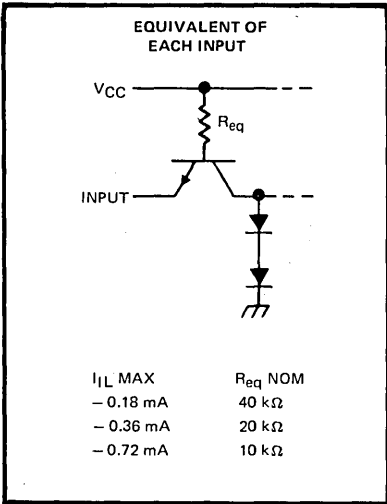 EQUIVALENT OF
EACH INPUT
VCC
Req
INPUT
IIL MAX Req NOM
– 0.18 mA 40 kΩ
– 0.36 mA 20 kΩ
– 0.72 mA 10 kΩ